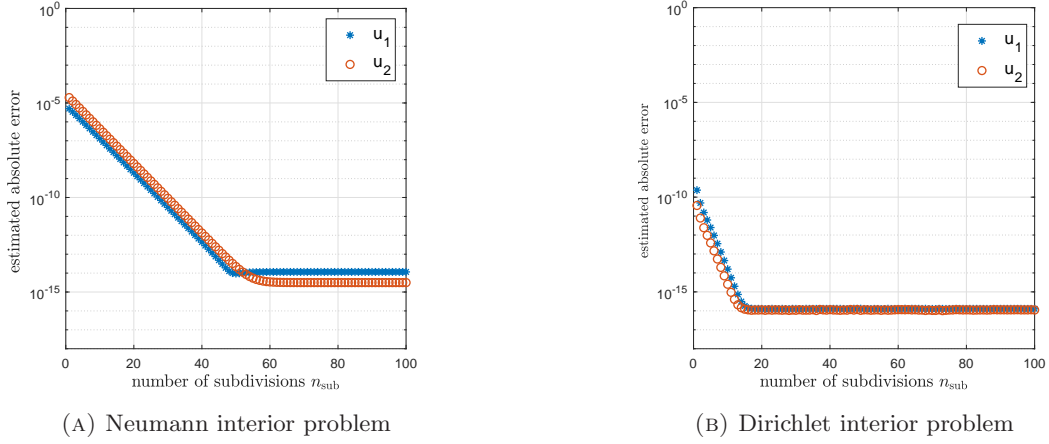 10^0
10^-5
10^-10
10^-15
estimated absolute error
u_1
u_2
0
20
40
60
80
100
number of subdivisions n_sub
(A) Neumann interior problem
10^0
10^-5
10^-10
10^-15
estimated absolute error
u_1
u_2
0
20
40
60
80
100
number of subdivisions n_sub
(B) Dirichlet interior problem